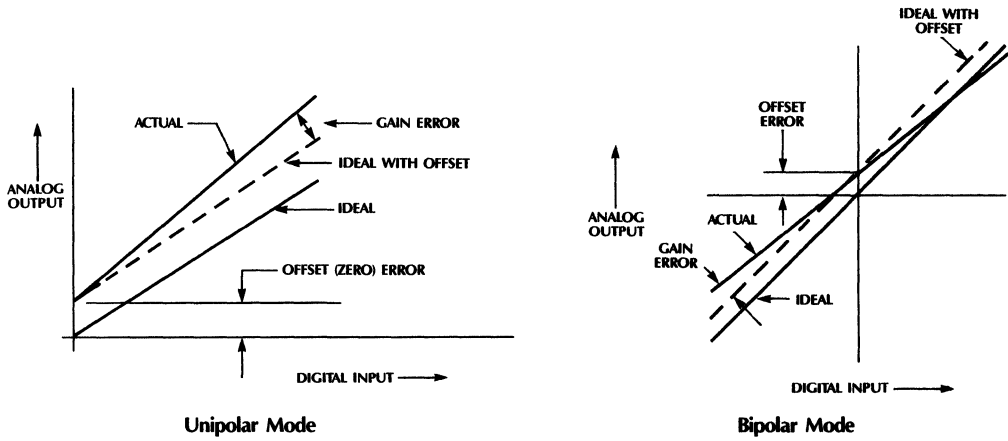 ACTUAL
GAIN ERROR
IDEAL WITH OFFSET
ANALOG
OUTPUT
IDEAL
OFFSET (ZERO) ERROR
DIGITAL INPUT
Unipolar Mode
IDEAL WITH
OFFSET
OFFSET
ERROR
ANALOG
OUTPUT
ACTUAL
GAIN
ERROR
IDEAL
DIGITAL INPUT
Bipolar Mode